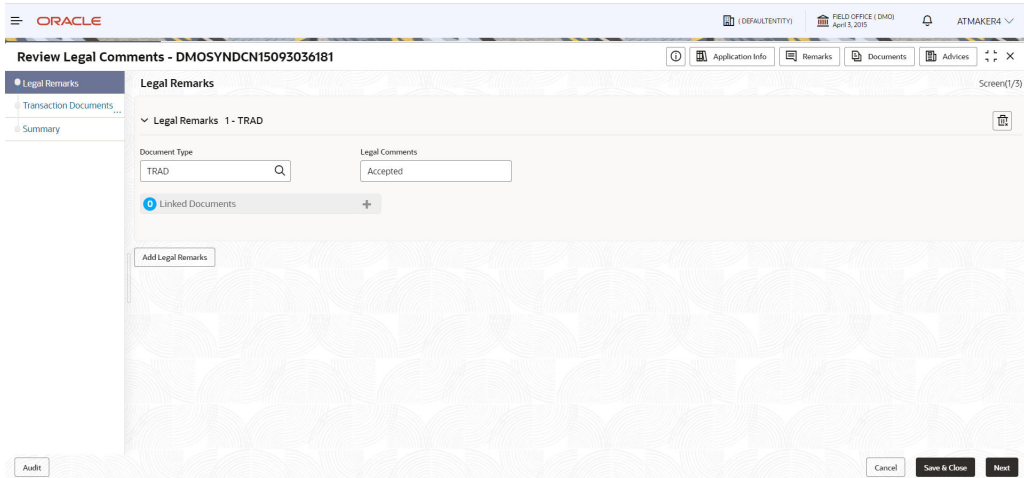 ORACLE
( DEFAULTENTITY)
FIELD OFFICE ( DMO)
April 3, 2015
ATMAKER4
Review Legal Comments - DMOSYNDCN15093036181
Application Info
Remarks
Documents
Advices
Legal Remarks
Transaction Documents
...
Summary
Legal Remarks
Screen(1/3)
Legal Remarks 1 - TRAD
Document Type
Legal Comments
TRAD
Accepted
0 Linked Documents
Add Legal Remarks
Audit
Cancel
Save & Close
Next